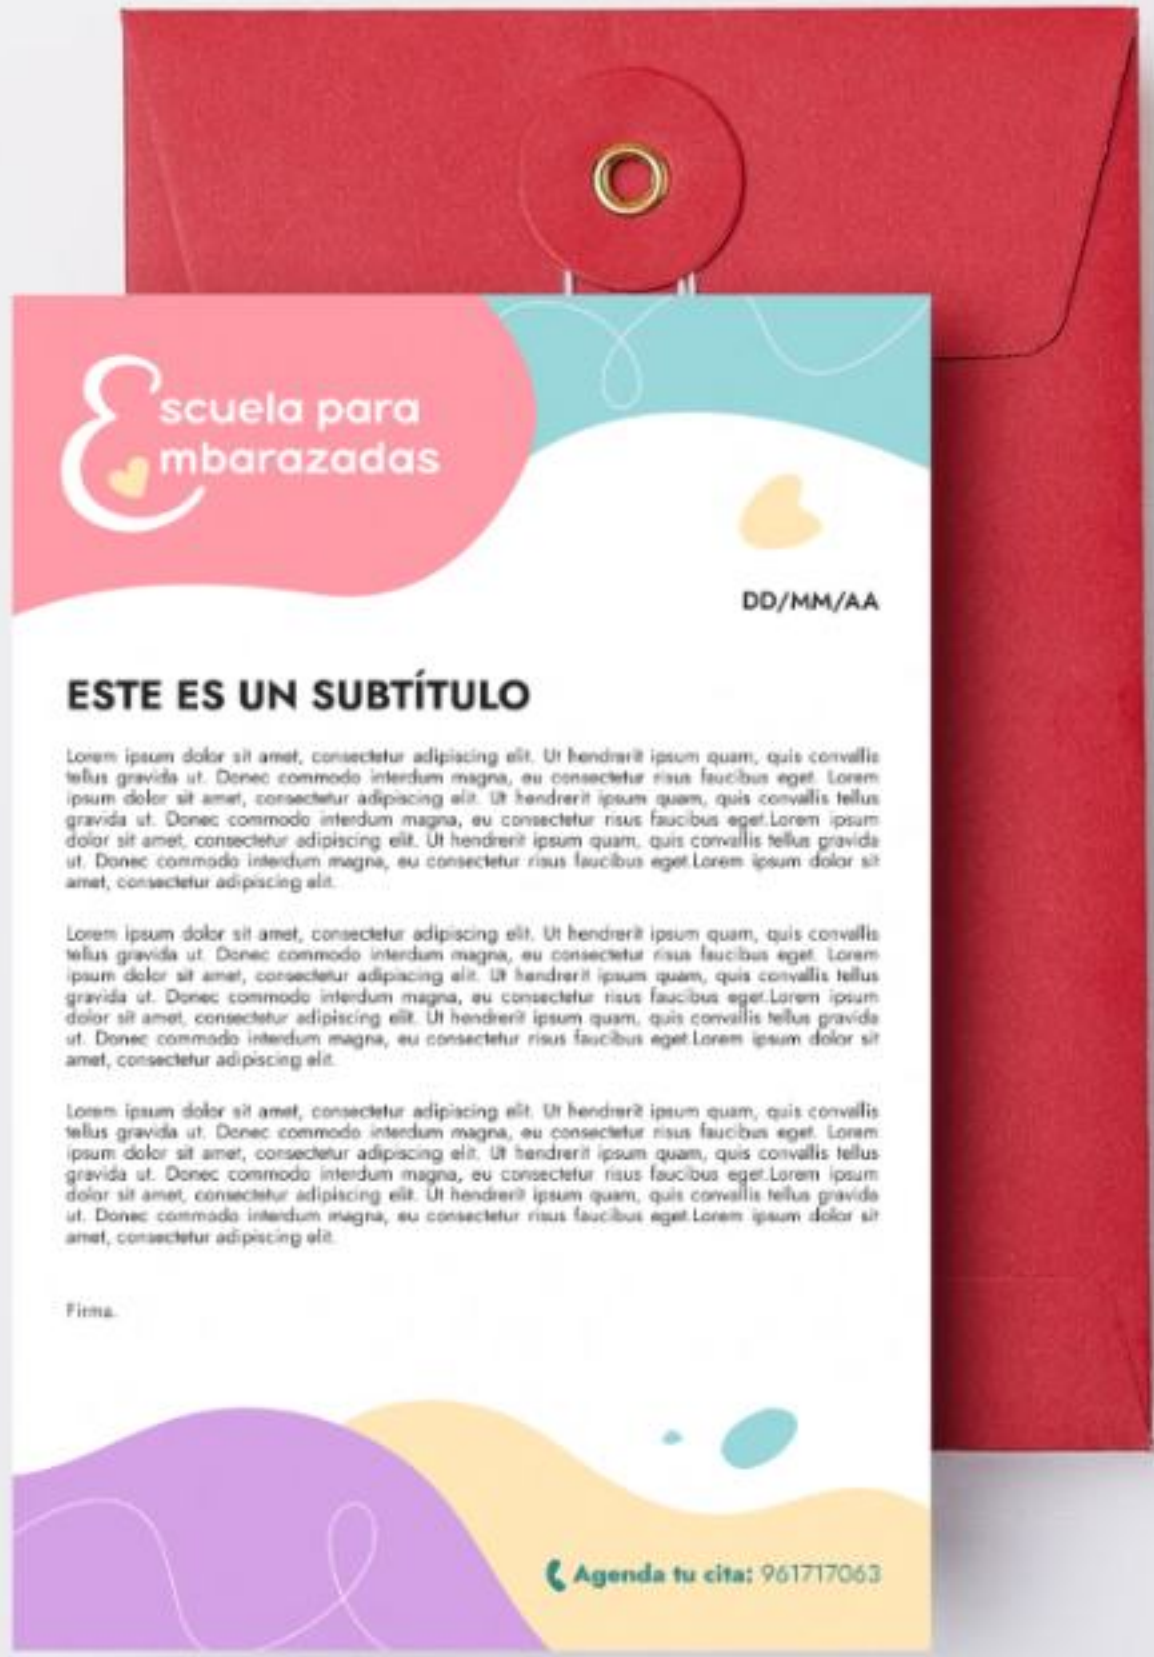 Escuela para
Embarazadas
DD/MM/AA
ESTE ES UN SUBTÍTULO
Lorem ipsum dolor sit amet, consectetur adipiscing elit. Ut hendrerit ipsum quam, quis convallis
tellus gravida ut. Donec commodo interdum magna, eu consectetur risus faucibus eget. Lorem
ipsum dolor sit amet, consectetur adipiscing elit. Ut hendrerit ipsum quam, quis convallis tellus
gravida ut. Donec commodo interdum magna, eu consectetur risus faucibus eget.Lorem ipsum
dolor sit amet, consectetur adipiscing elit. Ut hendrerit ipsum quam, quis convallis tellus gravida
ut. Donec commodo interdum magna, eu consectetur risus faucibus eget.Lorem ipsum dolor sit
amet, consectetur adipiscing elit.
Lorem ipsum dolor sit amet, consectetur adipiscing elit. Ut hendrerit ipsum quam, quis convallis
tellus gravida ut. Donec commodo interdum magna, eu consectetur risus faucibus eget. Lorem
ipsum dolor sit amet, consectetur adipiscing elit. Ut hendrerit ipsum quam, quis convallis tellus
gravida ut. Donec commodo interdum magna, eu consectetur risus faucibus eget.Lorem ipsum
dolor sit amet, consectetur adipiscing elit. Ut hendrerit ipsum quam, quis convallis tellus gravida
ut. Donec commodo interdum magna, eu consectetur risus faucibus eget.Lorem ipsum dolor sit
amet, consectetur adipiscing elit.
Lorem ipsum dolor sit amet, consectetur adipiscing elit. Ut hendrerit ipsum quam, quis convallis
tellus gravida ut. Donec commodo interdum magna, eu consectetur risus faucibus eget. Lorem
ipsum dolor sit amet, consectetur adipiscing elit. Ut hendrerit ipsum quam, quis convallis tellus
gravida ut. Donec commodo interdum magna, eu consectetur risus faucibus eget.Lorem ipsum
dolor sit amet, consectetur adipiscing elit. Ut hendrerit ipsum quam, quis convallis tellus gravida
ut. Donec commodo interdum magna, eu consectetur risus faucibus eget.Lorem ipsum dolor sit
amet, consectetur adipiscing elit.
Firma.
Agenda tu cita: 961717063